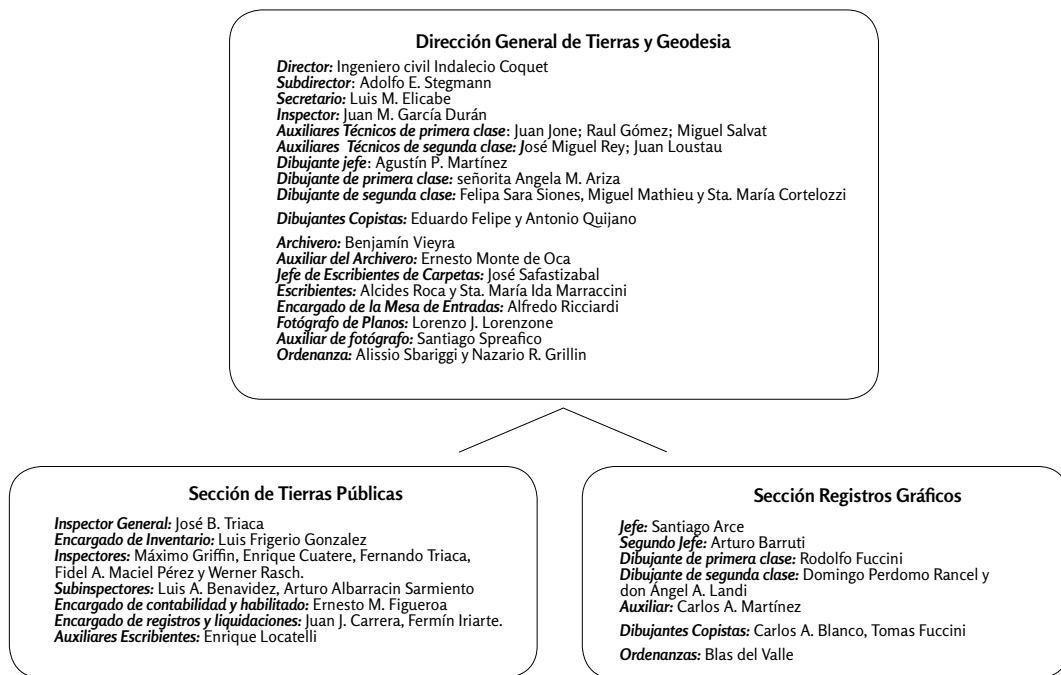 Dirección General de Tierras y Geodesia
Director: Ingeniero civil Indalecio Coquet
Subdirector: Adolfo E. Stegmann
Secretario: Luis M. Elicabe
Inspector: Juan M. García Durán
Auxiliares Técnicos de primera clase: Juan Jone; Raul Gómez; Miguel Salvat
Auxiliares Técnicos de segunda clase: José Miguel Rey; Juan Loustau
Dibujante jefe: Agustín P. Martínez
Dibujante de primera clase: señorita Angela M. Ariza
Dibujante de segunda clase: Felipa Sara Siones, Miguel Mathieu y Sta. María Cortelozzi
Dibujantes Copistas: Eduardo Felipe y Antonio Quijano
Archivero: Benjamín Vieyra
Auxiliar del Archivero: Ernesto Monte de Oca
Jefe de Escribientes de Carpetas: José Safastizabal
Escribientes: Alcides Roca y Sta. María Ida Marraccini
Encargado de la Mesa de Entradas: Alfredo Ricciardi
Fotógrafo de Planos: Lorenzo J. Lorenzone
Auxiliar de fotógrafo: Santiago Spreafico
Ordenanza: Alissio Sbariggi y Nazario R. Grillin
Sección de Tierras Públicas
Inspector General: José B. Triaca
Encargado de Inventario: Luis Frigerio Gonzalez
Inspectores: Máximo Griffin, Enrique Cuatere, Fernando Triaca,
Fidel A. Maciel Pérez y Werner Rasch.
Subinspectores: Luis A. Benavidez, Arturo Albarracin Sarmiento
Encargado de contabilidad y habilitado: Ernesto M. Figueroa
Encargado de registros y liquidaciones: Juan J. Carrera, Fermín Iriarte.
Auxiliares Escribientes: Enrique Locatelli
Sección Registros Gráficos
Jefe: Santiago Arce
Segundo Jefe: Arturo Barruti
Dibujante de primera clase: Rodolfo Fuccini
Dibujante de segunda clase: Domingo Perdomo Rancel y
don Ángel A. Landi
Auxiliar: Carlos A. Martínez
Dibujantes Copistas: Carlos A. Blanco, Tomas Fuccini
Ordenanzas: Blas del Valle